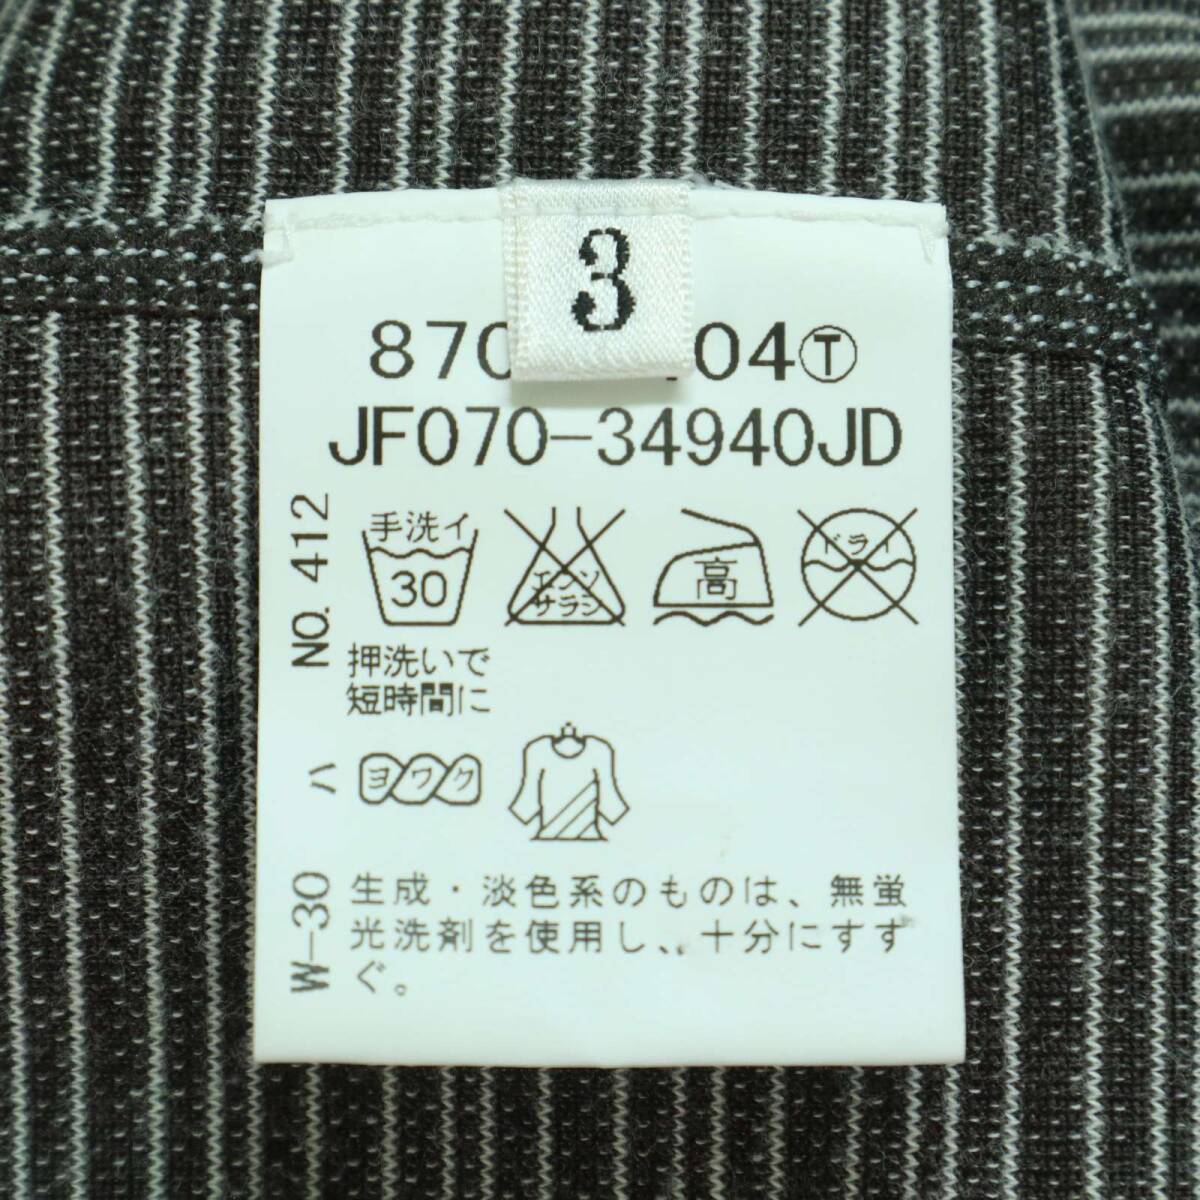 3
870 04Ⓣ
JF070-34940JD
手洗イ
30
エンソ
サラシ
高
ドライ
押洗いで
短時間に
ヨワク
生成・淡色系のものは、無蛍
光洗剤を使用し、、十分にすす
ぐ。
W-30 ハ NO. 412